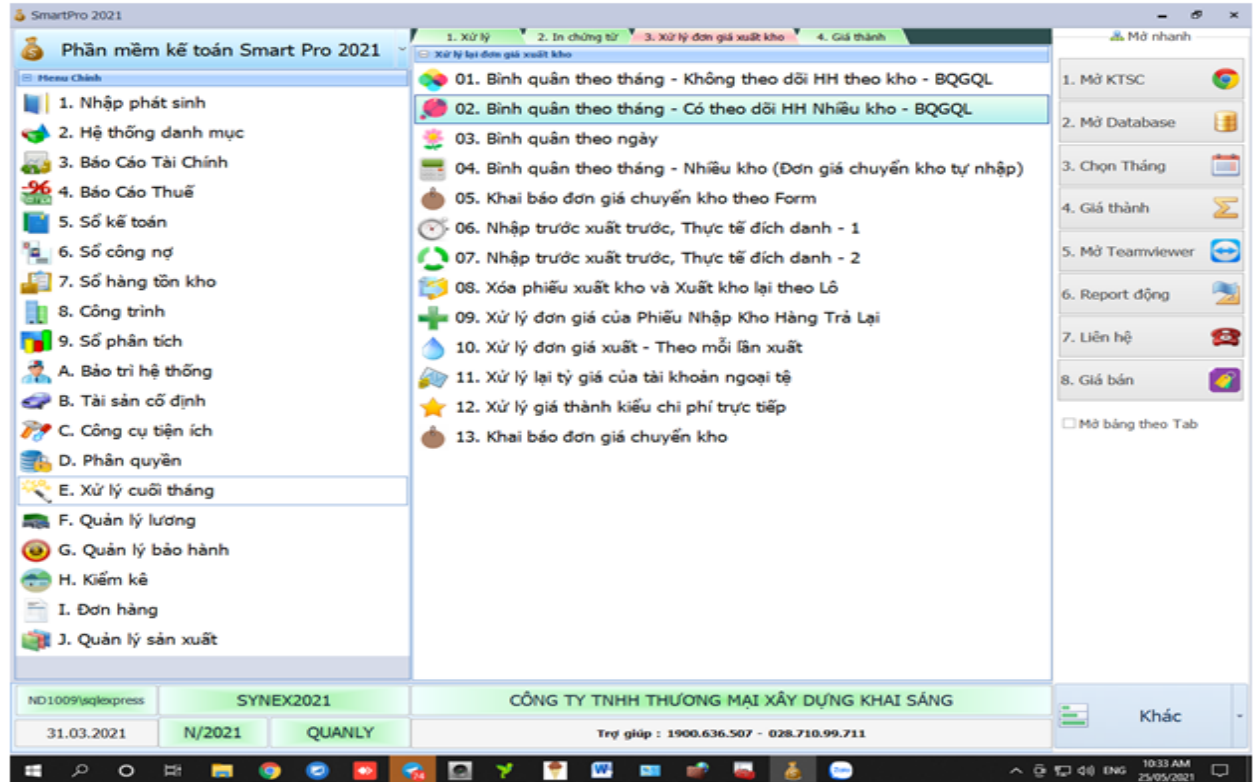 SmartPro 2021
Phần mềm kế toán Smart Pro 2021
Menu Chính
1. Nhập phát sinh
2. Hệ thống danh mục
3. Báo Cáo Tài Chính
4. Báo Cáo Thuế
5. Sổ kế toán
6. Sổ công nợ
7. Sổ hàng tồn kho
8. Công trình
9. Sổ phân tích
A. Bảo trì hệ thống
B. Tài sản cố định
C. Công cụ tiện ích
D. Phân quyền
E. Xử lý cuối tháng
F. Quản lý lương
G. Quản lý bảo hành
H. Kiểm kê
I. Đơn hàng
J. Quản lý sản xuất
1. Xử lý
2. In chứng từ
3. Xử lý đơn giá xuất kho
4. Giá thành
Xử lý lại đơn giá xuất kho
01. Bình quân theo tháng - Không theo dõi HH theo kho - BQGQL
02. Bình quân theo tháng - Có theo dõi HH Nhiều kho - BQGQL
03. Bình quân theo ngày
04. Bình quân theo tháng - Nhiều kho (Đơn giá chuyển kho tự nhập)
05. Khai báo đơn giá chuyển kho theo Form
06. Nhập trước xuất trước, Thực tế đích danh - 1
07. Nhập trước xuất trước, Thực tế đích danh - 2
08. Xóa phiếu xuất kho và Xuất kho lại theo Lô
09. Xử lý đơn giá của Phiếu Nhập Kho Hàng Trả Lại
10. Xử lý đơn giá xuất - Theo mỗi lần xuất
11. Xử lý lại tỷ giá của tài khoản ngoại tệ
12. Xử lý giá thành kiểu chi phí trực tiếp
13. Khai báo đơn giá chuyển kho
Mở nhanh
1. Mở KTSC
2. Mở Database
3. Chọn Tháng
4. Giá thành
5. Mở Teamviewer
6. Report động
7. Liên hệ
8. Giá bán
Mở bảng theo Tab
ND1009\sqlexpress
SYNEX2021
CÔNG TY TNHH THƯƠNG MẠI XÂY DỰNG KHAI SÁNG
Khác
31.03.2021
N/2021
QUANLY
Trợ giúp : 1900.636.507 - 028.710.99.711
ENG
10:33 AM
25/05/2021